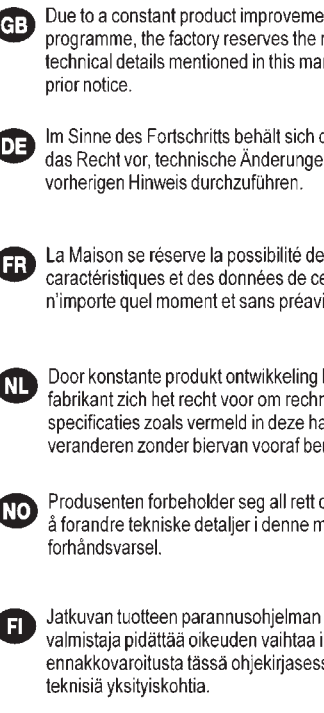 GB Due to a constant product improveme
programme, the factory reserves the r
technical details mentioned in this mar
prior notice.
DE Im Sinne des Fortschritts behält sich d
das Recht vor, technische Änderunge
vorherigen Hinweis durchzuführen.
FR La Maison se réserve la possibilité de
caractéristiques et des données de ce
n'importe quel moment et sans préavi
NL Door konstante produkt ontwikkeling
fabrikant zich het recht voor om rechn
specificaties zoals vermeld in deze ha
veranderen zonder biervan vooraf ber
NO Produsenten forbeholder seg all rett
å forandre tekniske detaljer i denne m
forhåndsvarsel.
FI Jatkuvan tuotteen parannusohjelman
valmistaja pidättää oikeuden vaihtaa i
ennakkovaroitusta tässä ohjekirjasess
teknisiä yksityiskohtia.